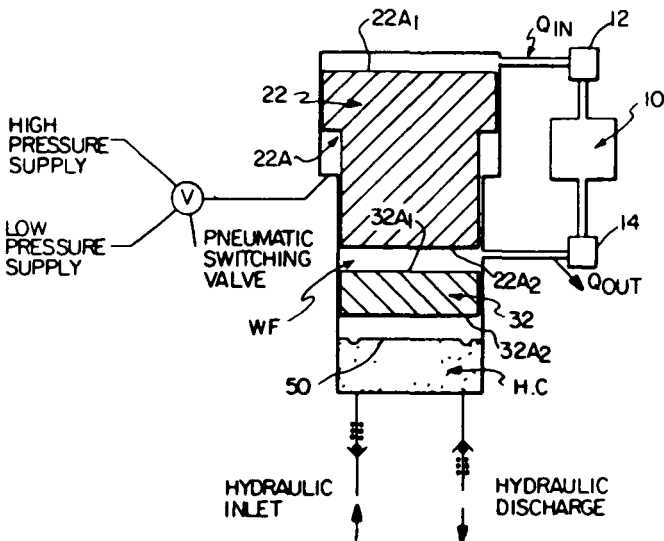 22A1
QIN
12
22
10
HIGH
PRESSURE
SUPPLY
22A
V
32A1
LOW
PRESSURE
SUPPLY
PNEUMATIC
SWITCHING
VALVE
14
22A2
QOUT
WF
32
32A2
50
H.C
HYDRAULIC
INLET
HYDRAULIC
DISCHARGE